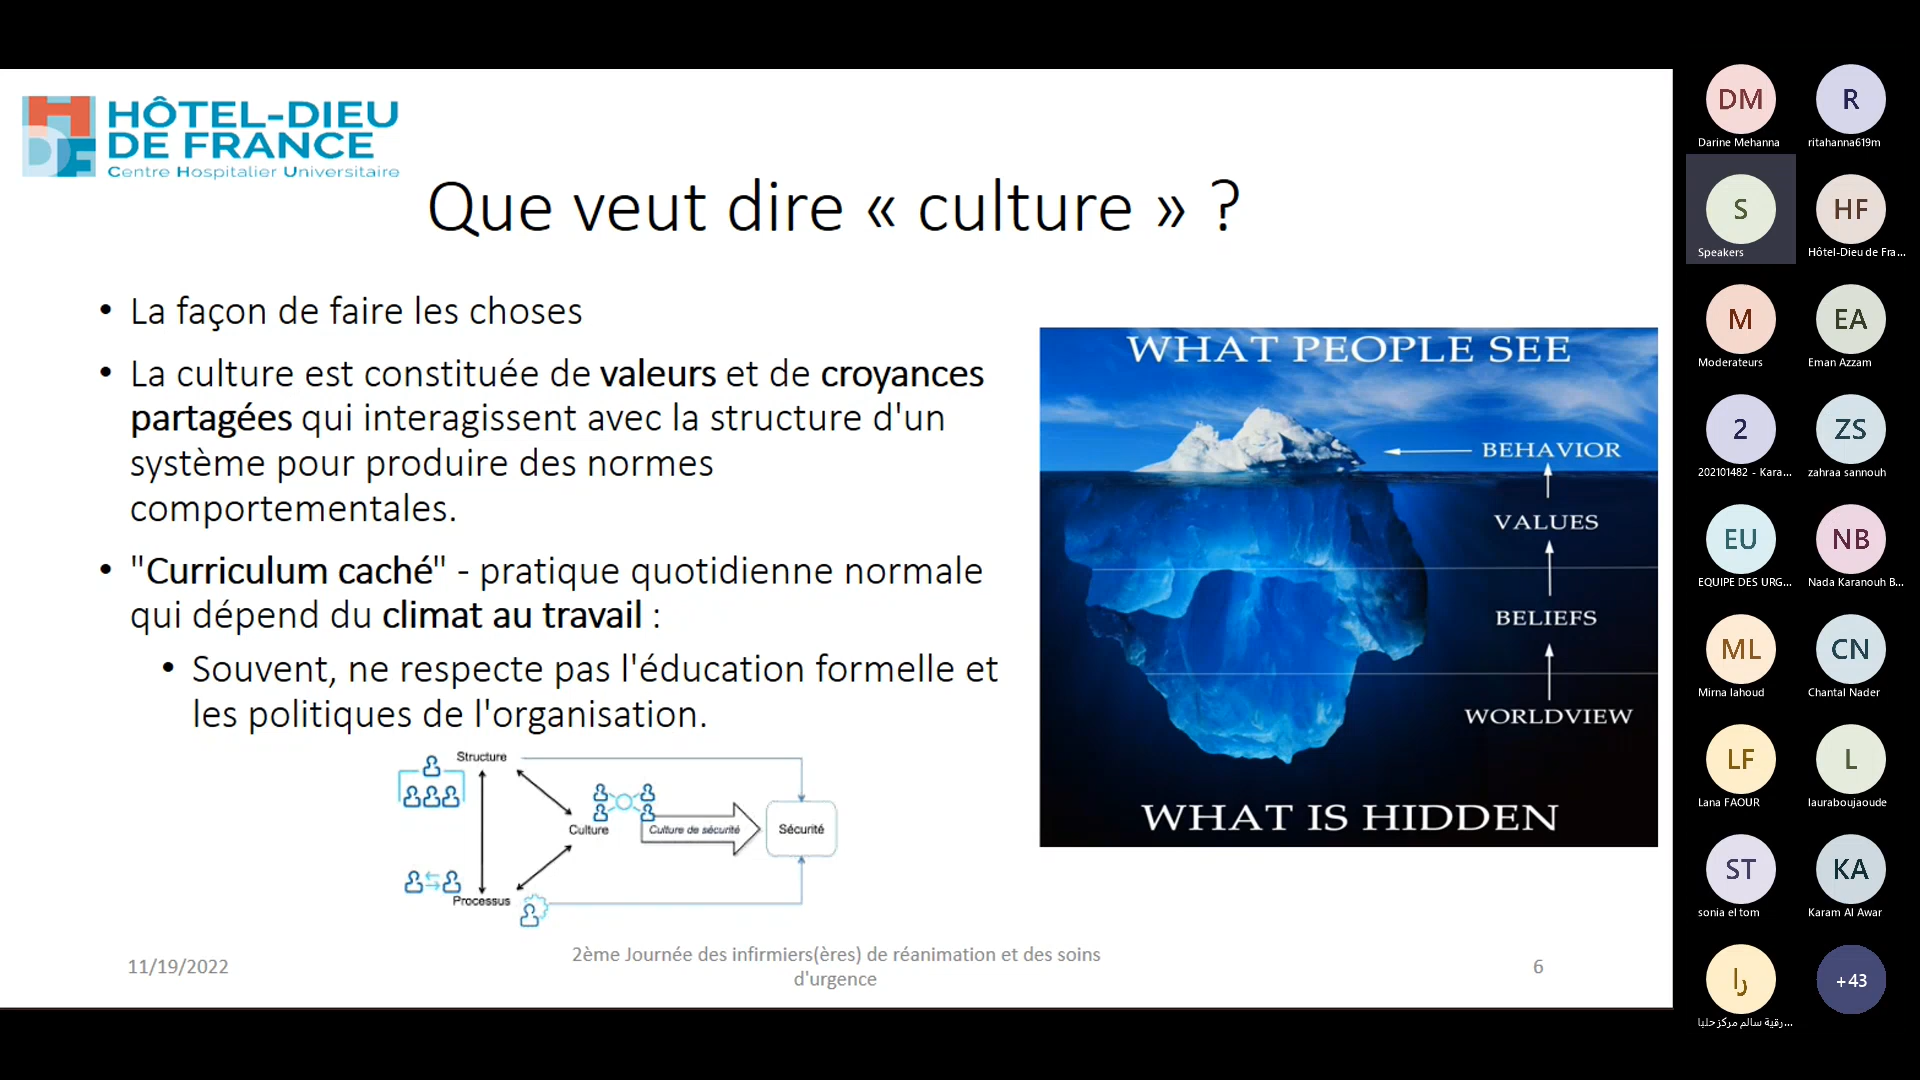 HÔTEL-DIEU
DE FRANCE
Centre Hospitalier Universitaire
Que veut dire « culture » ?
• La façon de faire les choses
• La culture est constituée de valeurs et de croyances
partagées qui interagissent avec la structure d'un
système pour produire des normes
comportementales.
• "Curriculum caché" - pratique quotidienne normale
qui dépend du climat au travail :
• Souvent, ne respecte pas l'éducation formelle et
les politiques de l'organisation.
Structure
Culture
Culture de sécurité
Sécurité
Processus
WHAT PEOPLE SEE
BEHAVIOR
VALUES
BELIEFS
WORLDVIEW
WHAT IS HIDDEN
11/19/2022
2ème Journée des infirmiers(ères) de réanimation et des soins
d'urgence
6
DM
Darine Mehanna
R
ritahanna619m
S
Speakers
HF
Hôtel-Dieu de Fra...
M
Moderateurs
EA
Eman Azzam
2
202101482 - Kara...
ZS
zahraa sannouh
EU
EQUIPE DES URG...
NB
Nada Karanouh B...
ML
Mirna lahoud
CN
Chantal Nader
LF
Lana FAOUR
L
lauraboujaoude
ST
sonia el tom
KA
Karam Al Awar
را
رقية سالم مركز حلبا...
+43